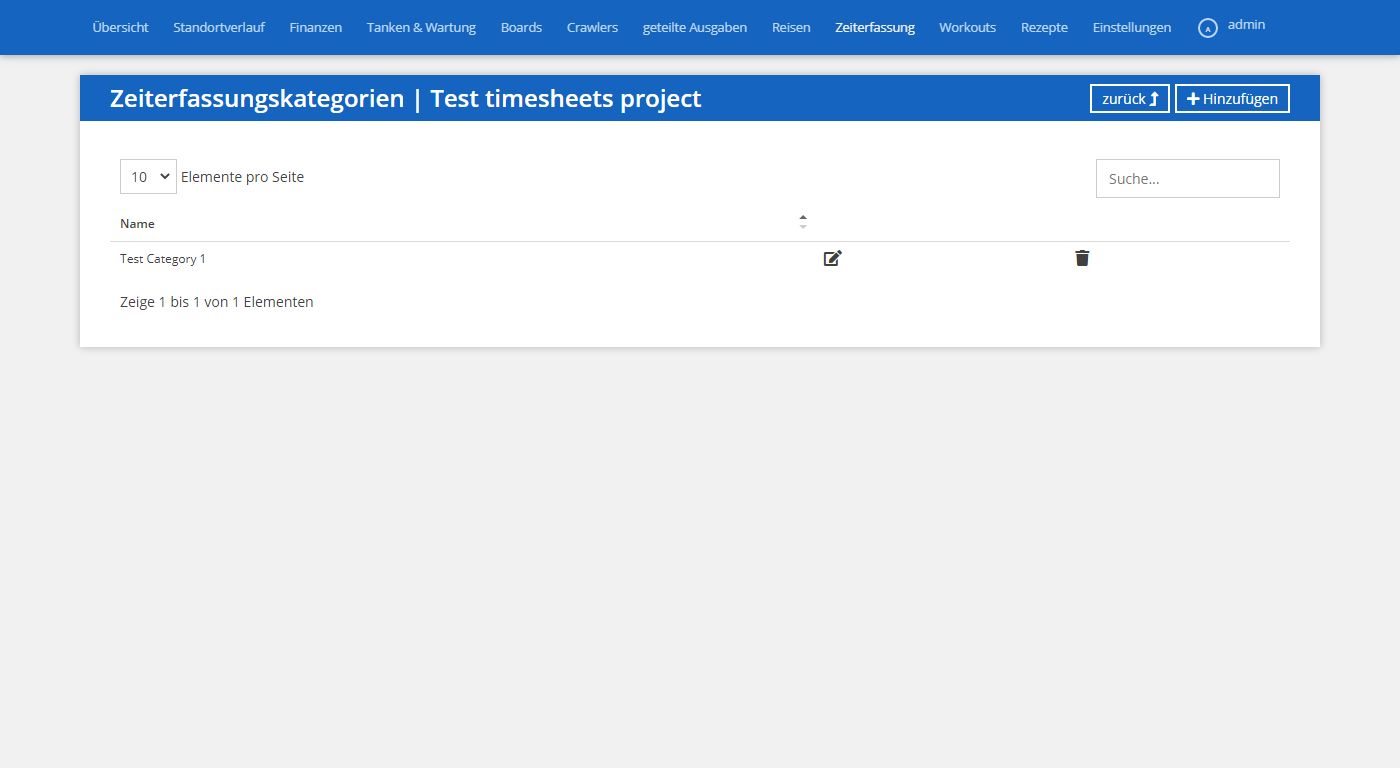 Übersicht Standortverlauf Finanzen Tanken & Wartung Boards Crawlers geteilte Ausgaben Reisen Zeiterfassung Workouts Rezepte Einstellungen A admin
Zeiterfassungskategorien | Test timesheets project zurück Hinzufügen
10 Elemente pro Seite Suche...
Name
Test Category 1
Zeige 1 bis 1 von 1 Elementen